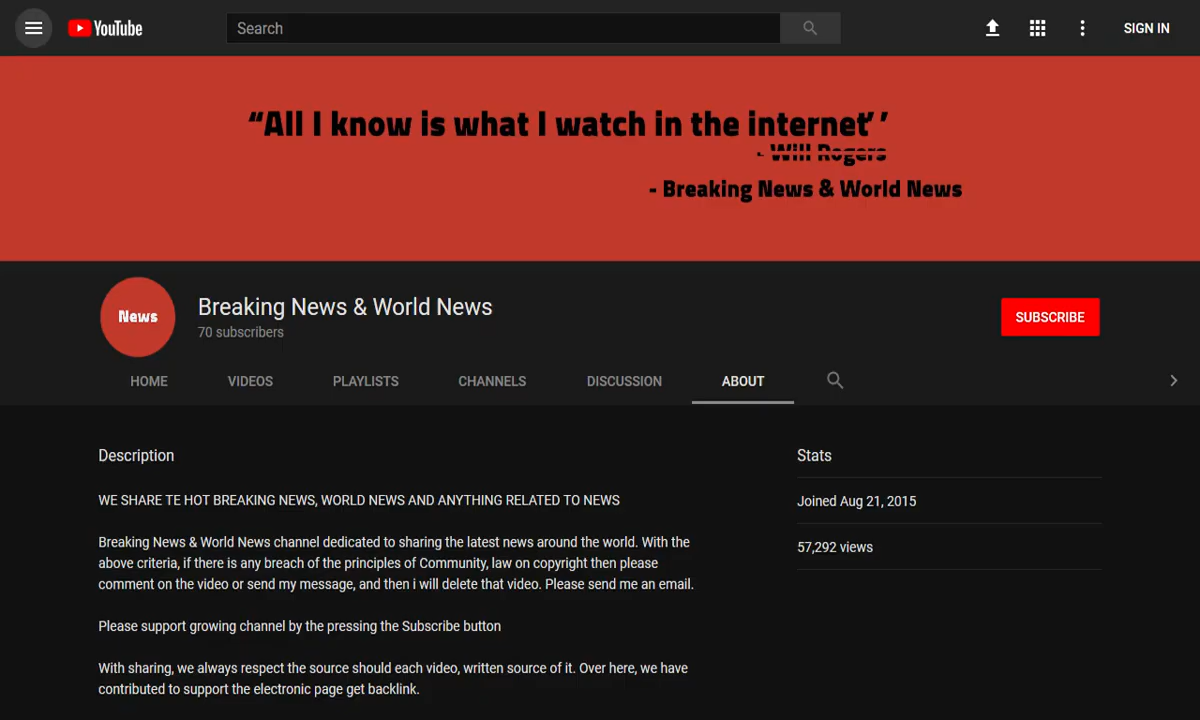 YouTube
Search
SIGN IN
“All I know is what I watch in the internet’’
- Will Rogers
- Breaking News & World News
News
Breaking News & World News
70 subscribers
SUBSCRIBE
HOME
VIDEOS
PLAYLISTS
CHANNELS
DISCUSSION
ABOUT
Description
WE SHARE TE HOT BREAKING NEWS, WORLD NEWS AND ANYTHING RELATED TO NEWS
Breaking News & World News channel dedicated to sharing the latest news around the world. With the
above criteria, if there is any breach of the principles of Community, law on copyright then please
comment on the video or send my message, and then i will delete that video. Please send me an email.
Please support growing channel by the pressing the Subscribe button
With sharing, we always respect the source should each video, written source of it. Over here, we have
contributed to support the electronic page get backlink.
Stats
Joined Aug 21, 2015
57,292 views